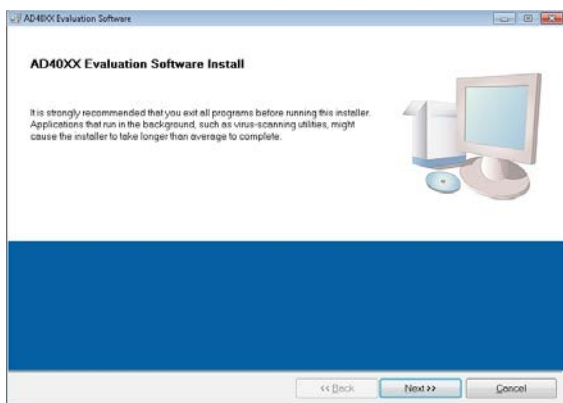 AD40XX Evaluation Software
AD40XX Evaluation Software Install
It is strongly recommended that you exit all programs before running this installer.
Applications that run in the background, such as virus-scanning utilities, might
cause the installer to take longer than average to complete.
<< Back Next >> Cancel